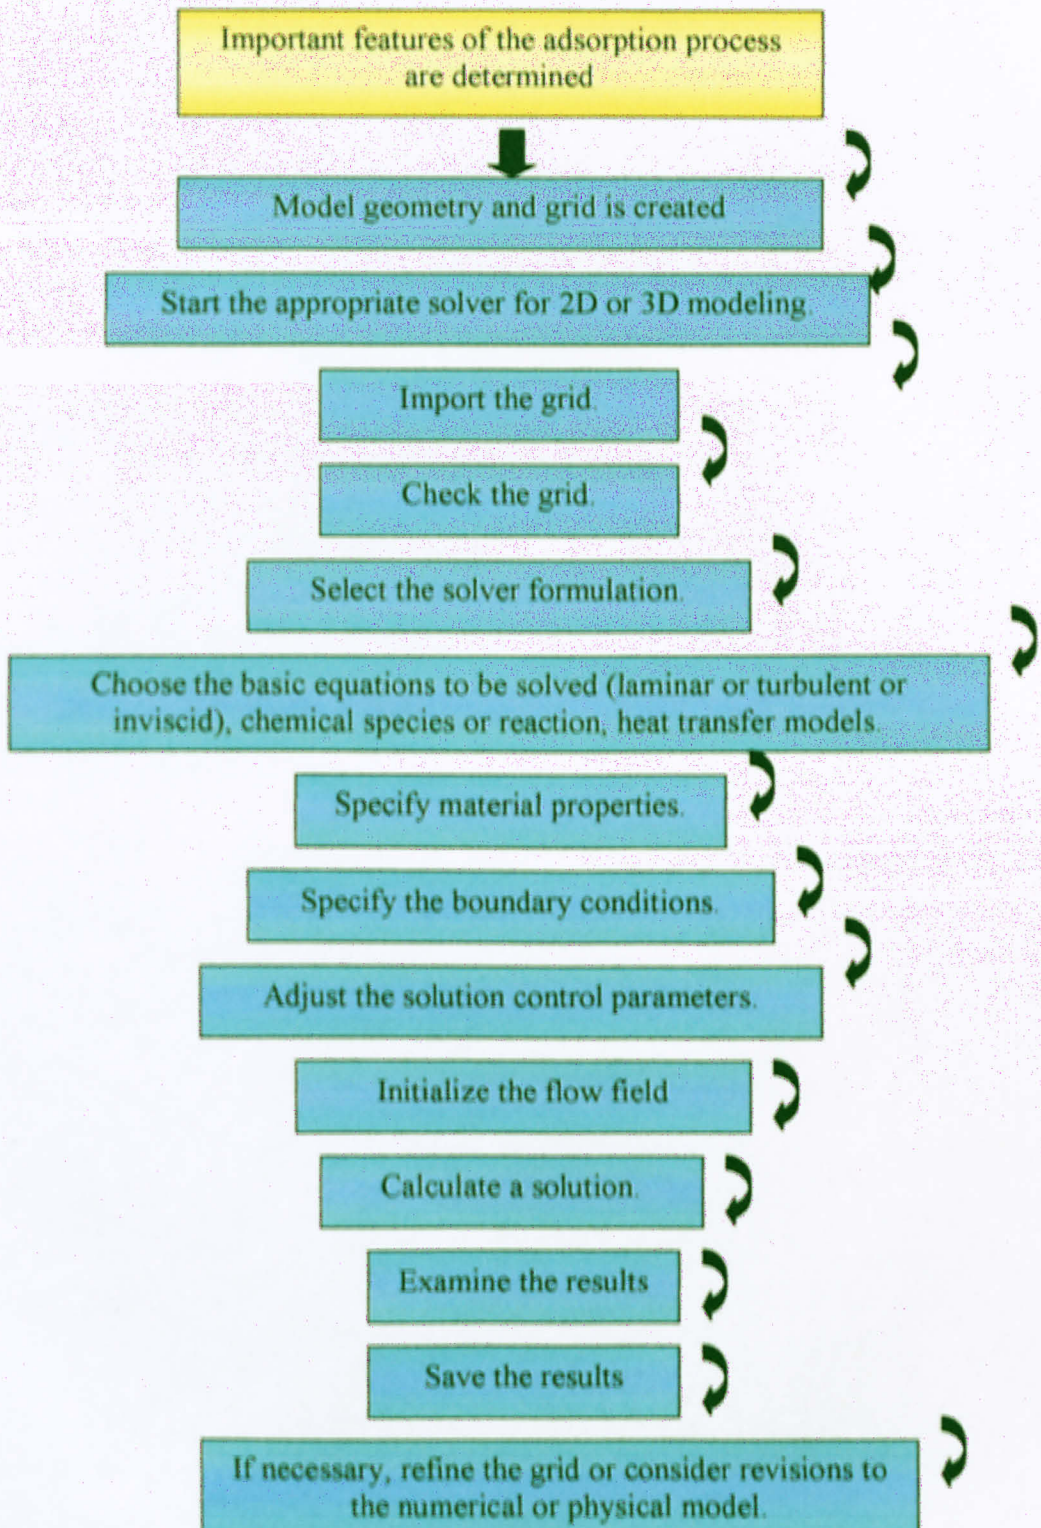 Important features of the adsorption process
are determined
Model geometry and grid is created
Start the appropriate solver for 2D or 3D modeling.
Import the grid.
Check the grid.
Select the solver formulation.
Choose the basic equations to be solved (laminar or turbulent or
inviscid), chemical species or reaction, heat transfer models.
Specify material properties.
Specify the boundary conditions.
Adjust the solution control parameters.
Initialize the flow field
Calculate a solution.
Examine the results
Save the results
If necessary, refine the grid or consider revisions to
the numerical or physical model.